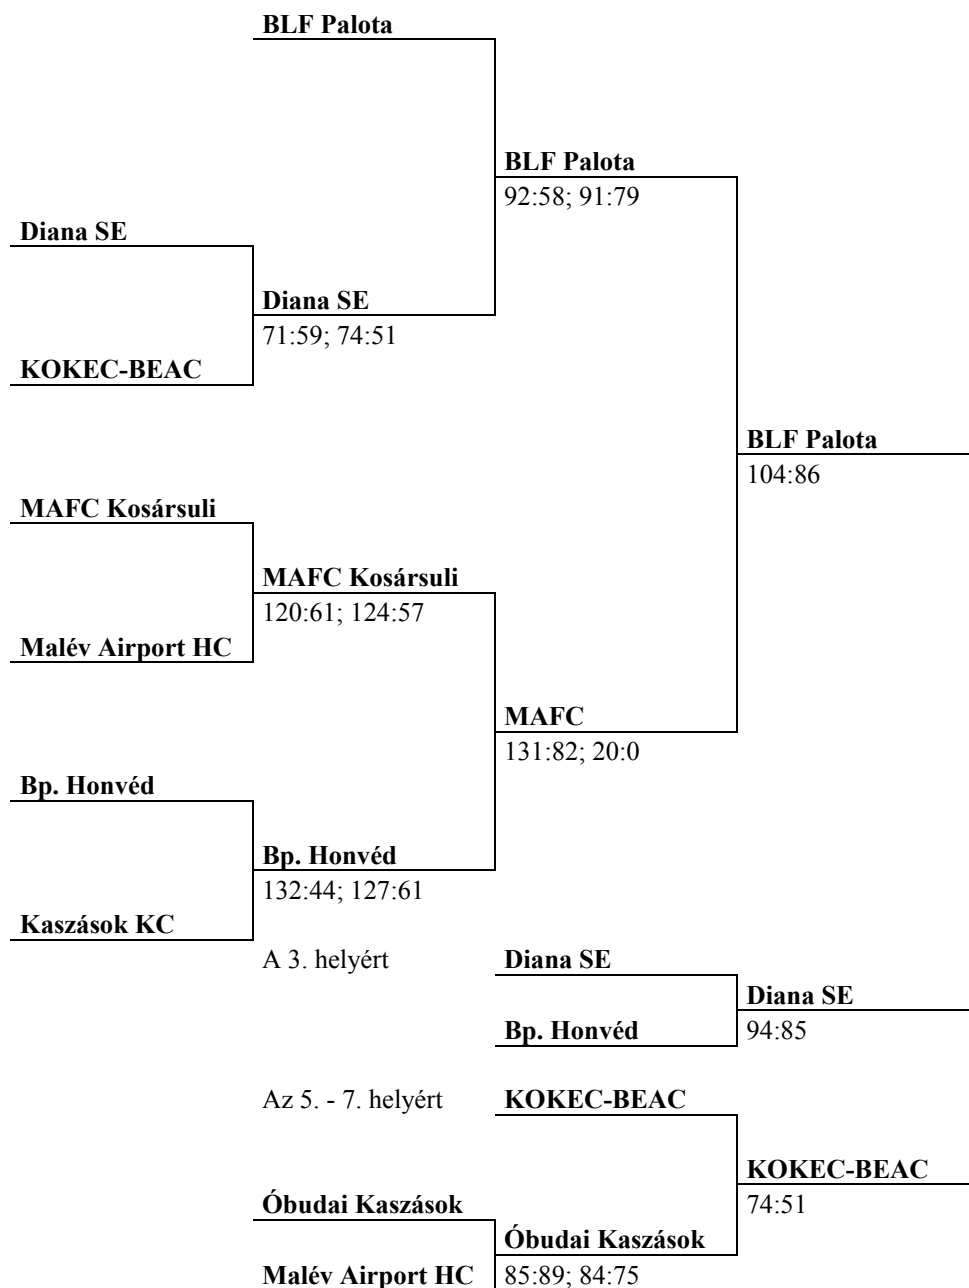 BLF Palota
BLF Palota
92:58; 91:79
Diana SE
Diana SE
71:59; 74:51
KOKEC-BEAC
BLF Palota
104:86
MAFC Kosársuli
MAFC Kosársuli
120:61; 124:57
Malév Airport HC
MAFC
131:82; 20:0
Bp. Honvéd
Bp. Honvéd
132:44; 127:61
Kaszások KC
A 3. helyért
Diana SE
Diana SE
Bp. Honvéd
94:85
Az 5. - 7. helyért
KOKEC-BEAC
KOKEC-BEAC
74:51
Óbudai Kaszások
Óbudai Kaszások
Malév Airport HC
85:89; 84:75